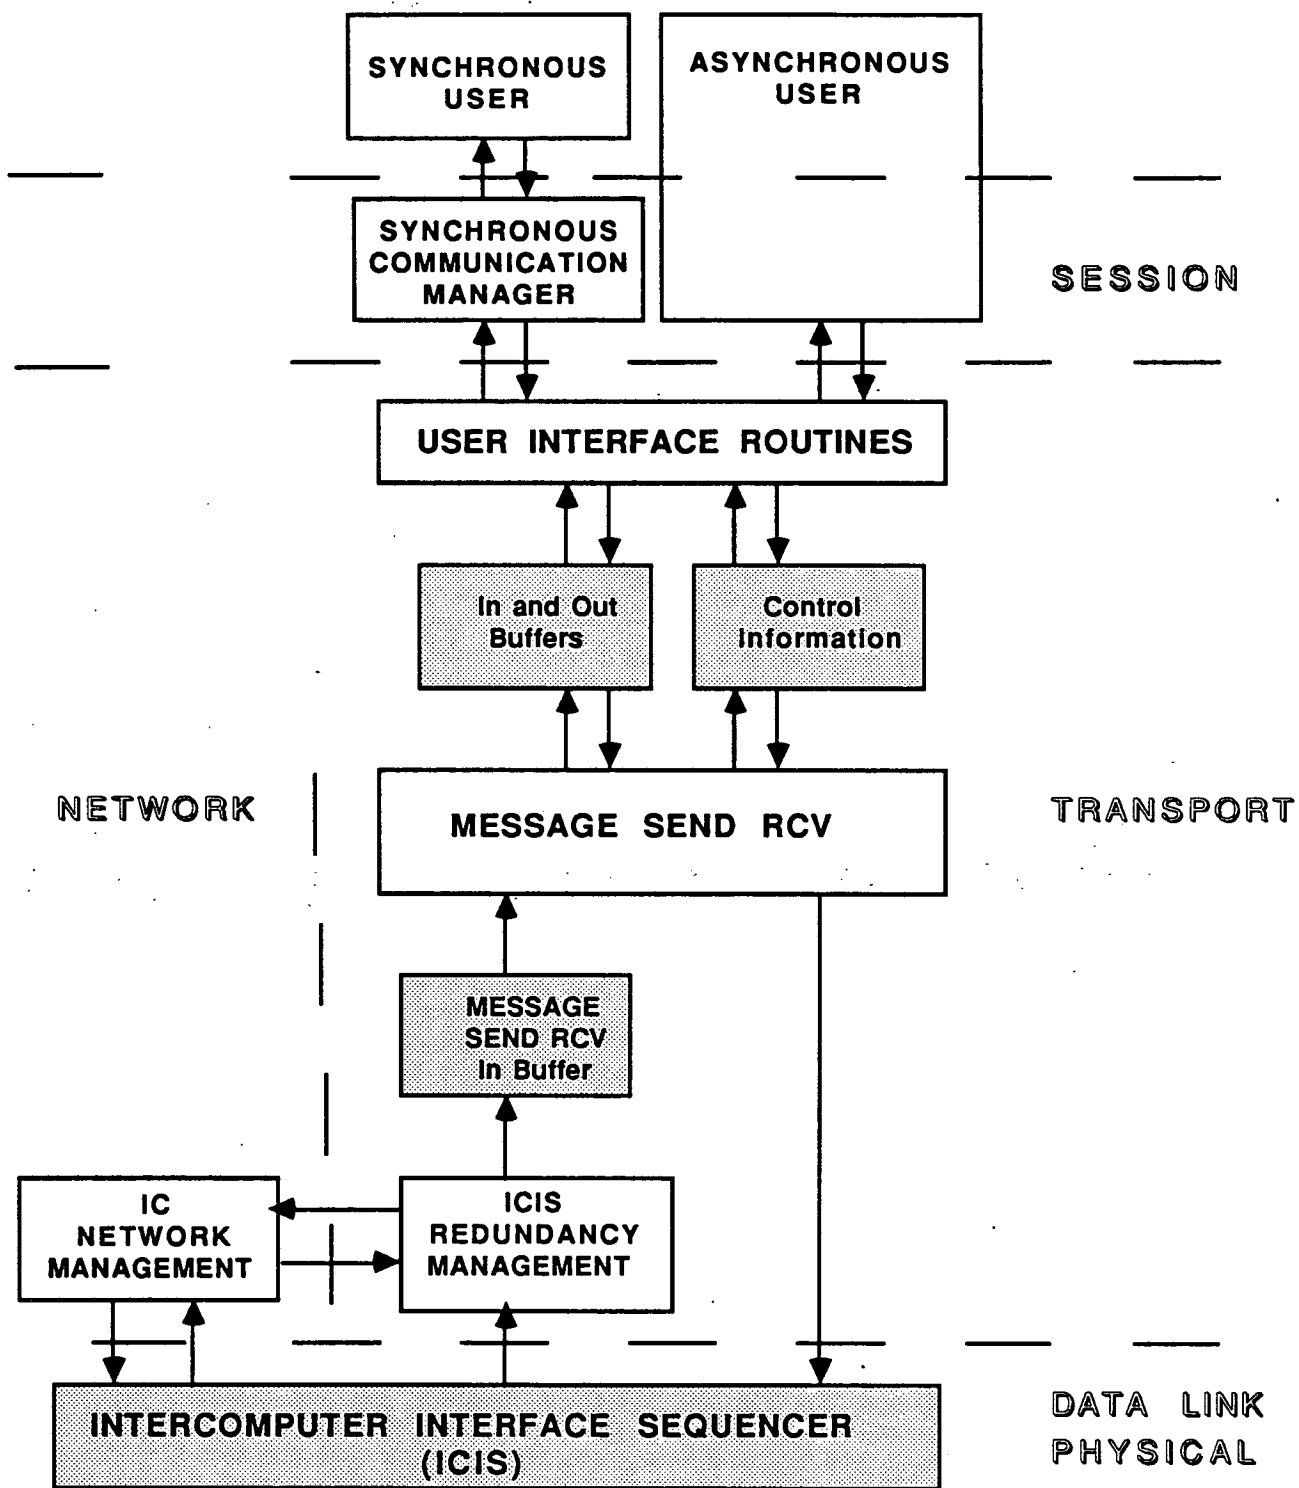 SYNCHRONOUS
USER
ASYNCHRONOUS
USER
SYNCHRONOUS
COMMUNICATION
MANAGER
SESSION
USER INTERFACE ROUTINES
In and Out
Buffers
Control
Information
NETWORK
MESSAGE SEND RCV
TRANSPORT
MESSAGE
SEND RCV
In Buffer
IC
NETWORK
MANAGEMENT
ICIS
REDUNDANCY
MANAGEMENT
INTERCOMPUTER INTERFACE SEQUENCER
(ICIS)
DATA LINK
PHYSICAL